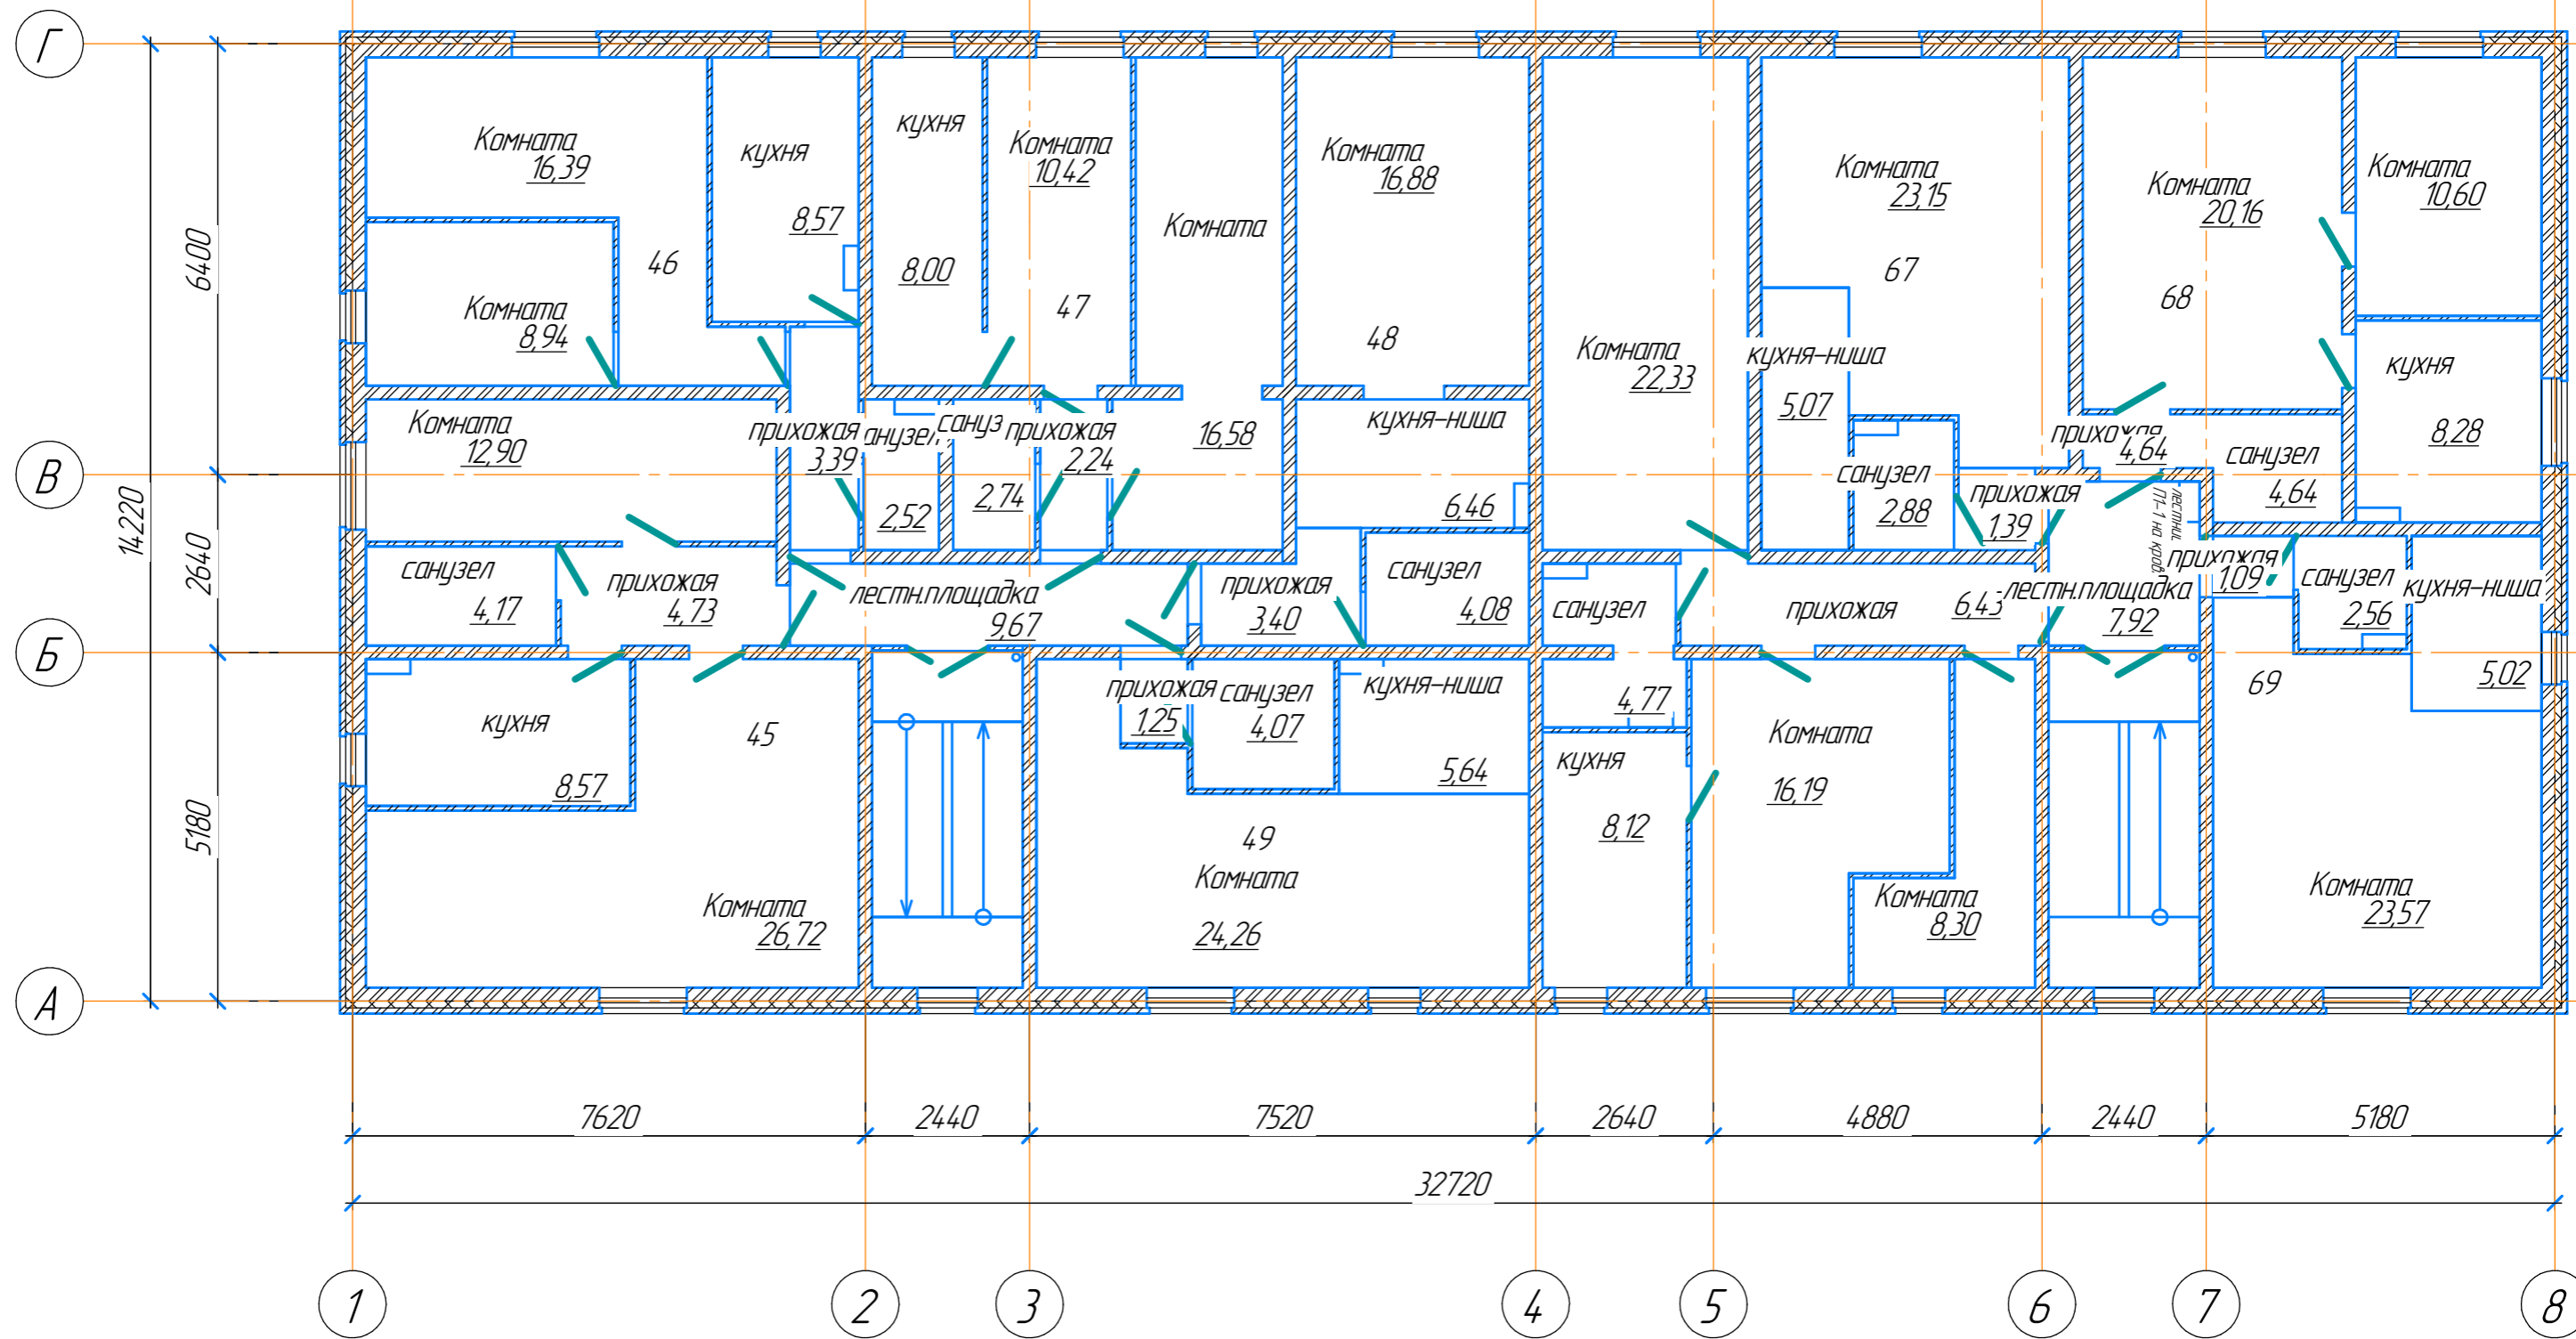 Г
Комната
16,39
кухня
8,57
46
Комната
8,94
кухня
8,00
Комната
10,42
47
Комната
16,58
Комната
16,88
48
кухня-ниша
6,46
Комната
22,33
Комната
23,15
67
кухня-ниша
5,07
санузел
2,88
прихожая
1,39
Комната
20,16
68
Комната
10,60
кухня
8,28
прихожая
4,64
санузел
4,64
6400
14220
2640
5180
В
Комната
12,90
прихожая
3,39
санузел
2,52
2,74
прихожая
2,24
санузел
4,17
прихожая
4,73
лестн.площадка
9,67
прихожая
3,40
санузел
4,08
санузел
4,77
прихожая
6,43
лестн.площадка
7,92
П1-1 на кров.
прихожая
1,09
санузел
2,56
кухня-ниша
5,02
Б
кухня
8,57
45
Комната
26,72
прихожая
1,25
санузел
4,07
кухня-ниша
5,64
49
Комната
24,26
кухня
8,12
Комната
16,19
Комната
8,30
69
Комната
23,57
А
7620
2440
7520
2640
4880
2440
5180
32720
1
2
3
4
5
6
7
8